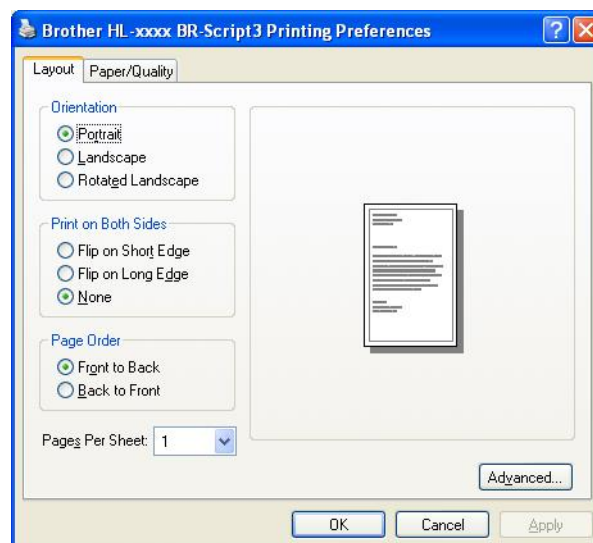 Brother HL-xxxx BR-Script3 Printing Preferences
Layout
Paper/Quality
Orientation
Portrait
Landscape
Rotated Landscape
Print on Both Sides
Flip on Short Edge
Flip on Long Edge
None
Page Order
Front to Back
Back to Front
Pages Per Sheet: 1
Advanced...
OK
Cancel
Apply